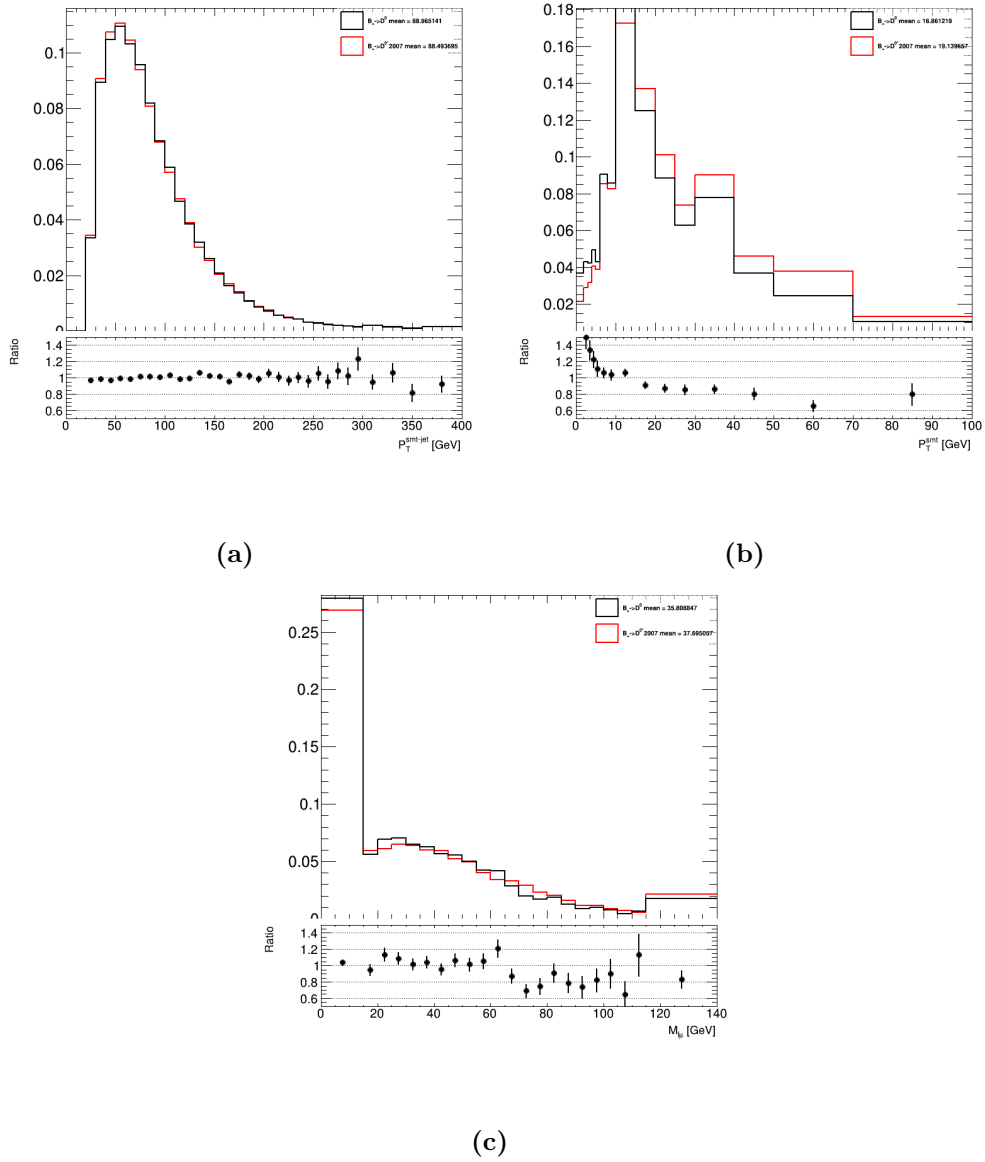 B_->D^0 mean = 88.965141
B_->D^0* 2007 mean = 88.493695
0.1
0.08
0.06
0.04
0.02
0
Ratio
1.4
1.2
1
0.8
0.6
0 50 100 150 200 250 300 350 400
P_T^smt-jet [GeV]
(a)
B_->D^0 mean = 16.861219
B_->D^0* 2007 mean = 19.139657
0.18
0.16
0.14
0.12
0.1
0.08
0.06
0.04
0.02
Ratio
1.4
1.2
1
0.8
0.6
0 10 20 30 40 50 60 70 80 90 100
P_T^smt [GeV]
(b)
B_->D^0 mean = 35.808847
B_->D^0* 2007 mean = 37.695057
0.25
0.2
0.15
0.1
0.05
0
Ratio
1.4
1.2
1
0.8
0.6
0 20 40 60 80 100 120 140
M_lμ [GeV]
(c)